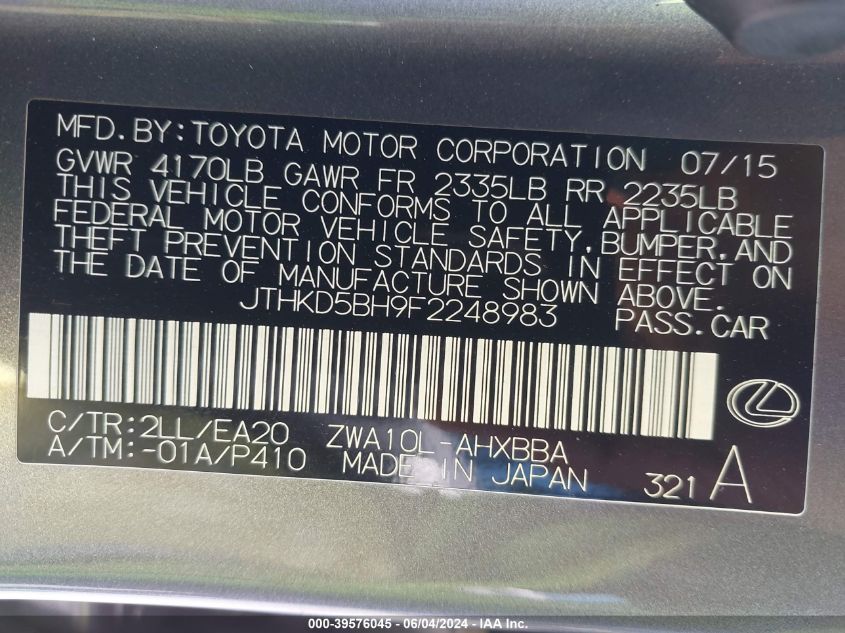 MFD.BY:TOYOTA MOTOR CORPORATION 07/15
GVWR 4170LB GAWR FR 2335LB RR 2235LB
THIS VEHICLE CONFORMS TO ALL APPLICABLE
FEDERAL MOTOR VEHICLE SAFETY,BUMPER,AND
THEFT PREVENTION STANDARDS IN EFFECT ON
THE DATE OF MANUFACTURE SHOWN ABOVE.
JTHKD5BH9F2248983 PASS.CAR
C/TR:2LL/EA20 ZWA10L-AHXBBA
A/TM:-01A/P410 MADE IN JAPAN 321 A
000-39576045 - 06/04/2024 - IAA Inc.